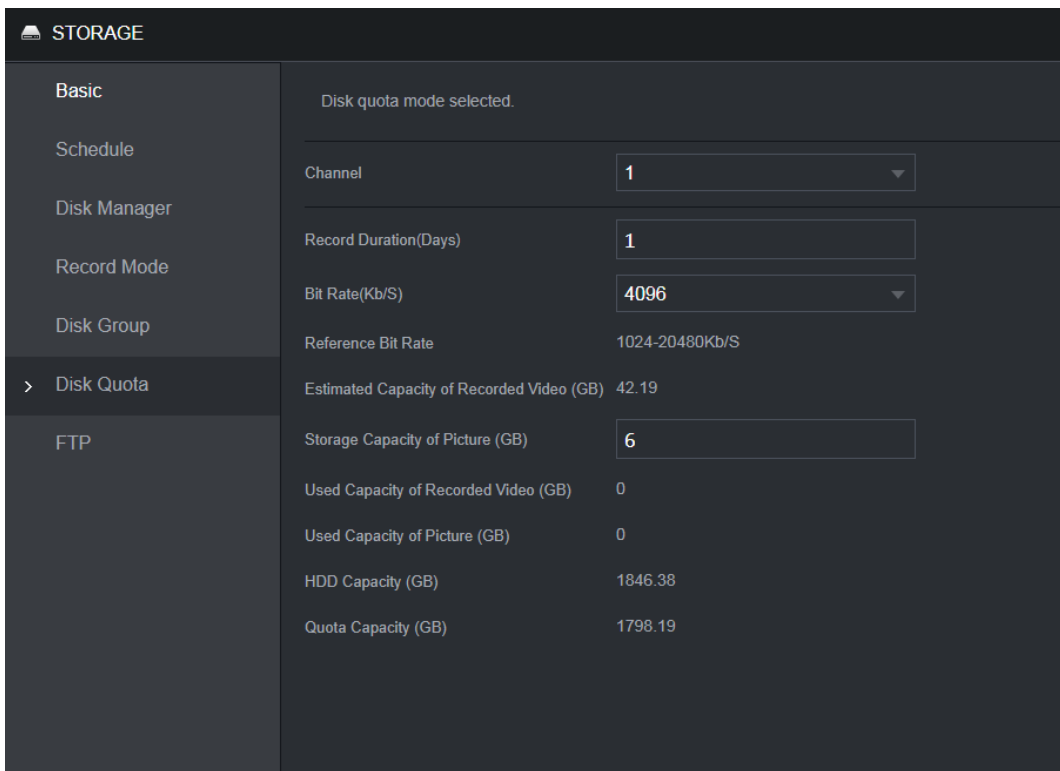 STORAGE
Basic
Schedule
Disk Manager
Record Mode
Disk Group
Disk Quota
FTP
Disk quota mode selected.
Channel 1
Record Duration(Days) 1
Bit Rate(Kb/S) 4096
Reference Bit Rate 1024-20480Kb/S
Estimated Capacity of Recorded Video (GB) 42.19
Storage Capacity of Picture (GB) 6
Used Capacity of Recorded Video (GB) 0
Used Capacity of Picture (GB) 0
HDD Capacity (GB) 1846.38
Quota Capacity (GB) 1798.19